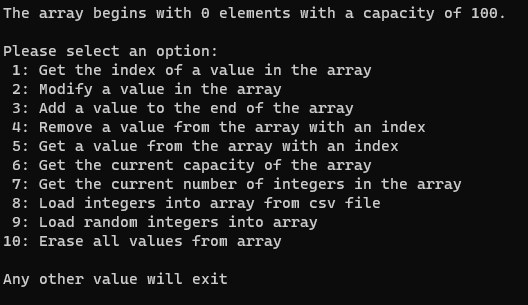 The array begins with 0 elements with a capacity of 100.
Please select an option:
1: Get the index of a value in the array
2: Modify a value in the array
3: Add a value to the end of the array
4: Remove a value from the array with an index
5: Get a value from the array with an index
6: Get the current capacity of the array
7: Get the current number of integers in the array
8: Load integers into array from csv file
9: Load random integers into array
10: Erase all values from array
Any other value will exit